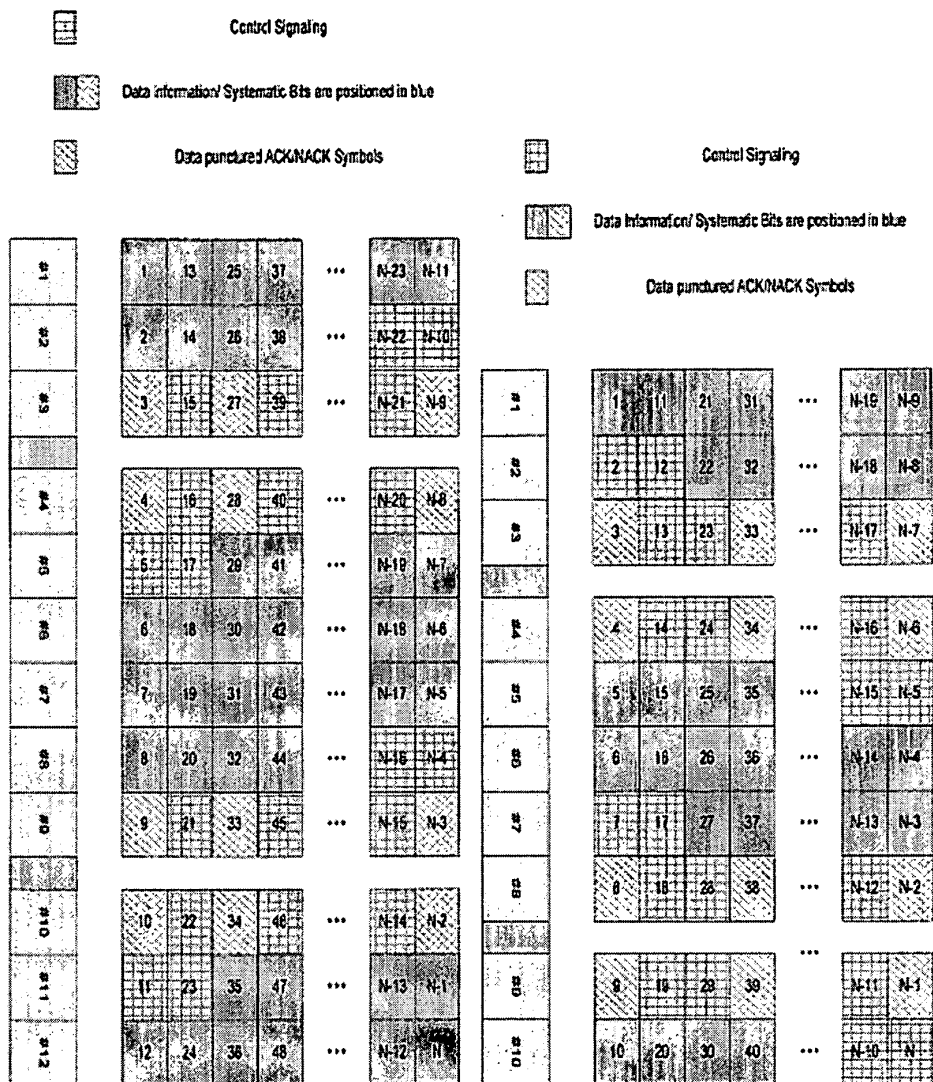 Control Signaling
Data Information/ Systematic Bits are positioned in blue
Data punctured ACK/NACK Symbols
#1 1 13 25 37 ... N-23 N-11
#2 2 14 26 38 ... N-22 N-10
#3 3 15 27 39 ... N-21 N-9
#4 4 16 28 40 ... N-20 N-8
#5 5 17 29 41 ... N-19 N-7
#6 6 18 30 42 ... N-18 N-6
#7 7 19 31 43 ... N-17 N-5
#8 8 20 32 44 ... N-16 N-4
#9 9 21 33 45 ... N-15 N-3
#10 10 22 34 46 ... N-14 N-2
#11 11 23 35 47 ... N-13 N-1
#12 12 24 36 48 ... N-12 N
Control Signaling
Data Information/ Systematic Bits are positioned in blue
Data punctured ACK/NACK Symbols
#1 1 11 21 31 ... N-19 N-9
#2 2 12 22 32 ... N-18 N-8
#3 3 13 23 33 ... N-17 N-7
#4 4 14 24 34 ... N-16 N-6
#5 5 15 25 35 ... N-15 N-5
#6 6 16 26 36 ... N-14 N-4
#7 7 17 27 37 ... N-13 N-3
#8 8 18 28 38 ... N-12 N-2
...
#9 9 19 29 39 ... N-11 N-1
#10 10 20 30 40 ... N-10 N